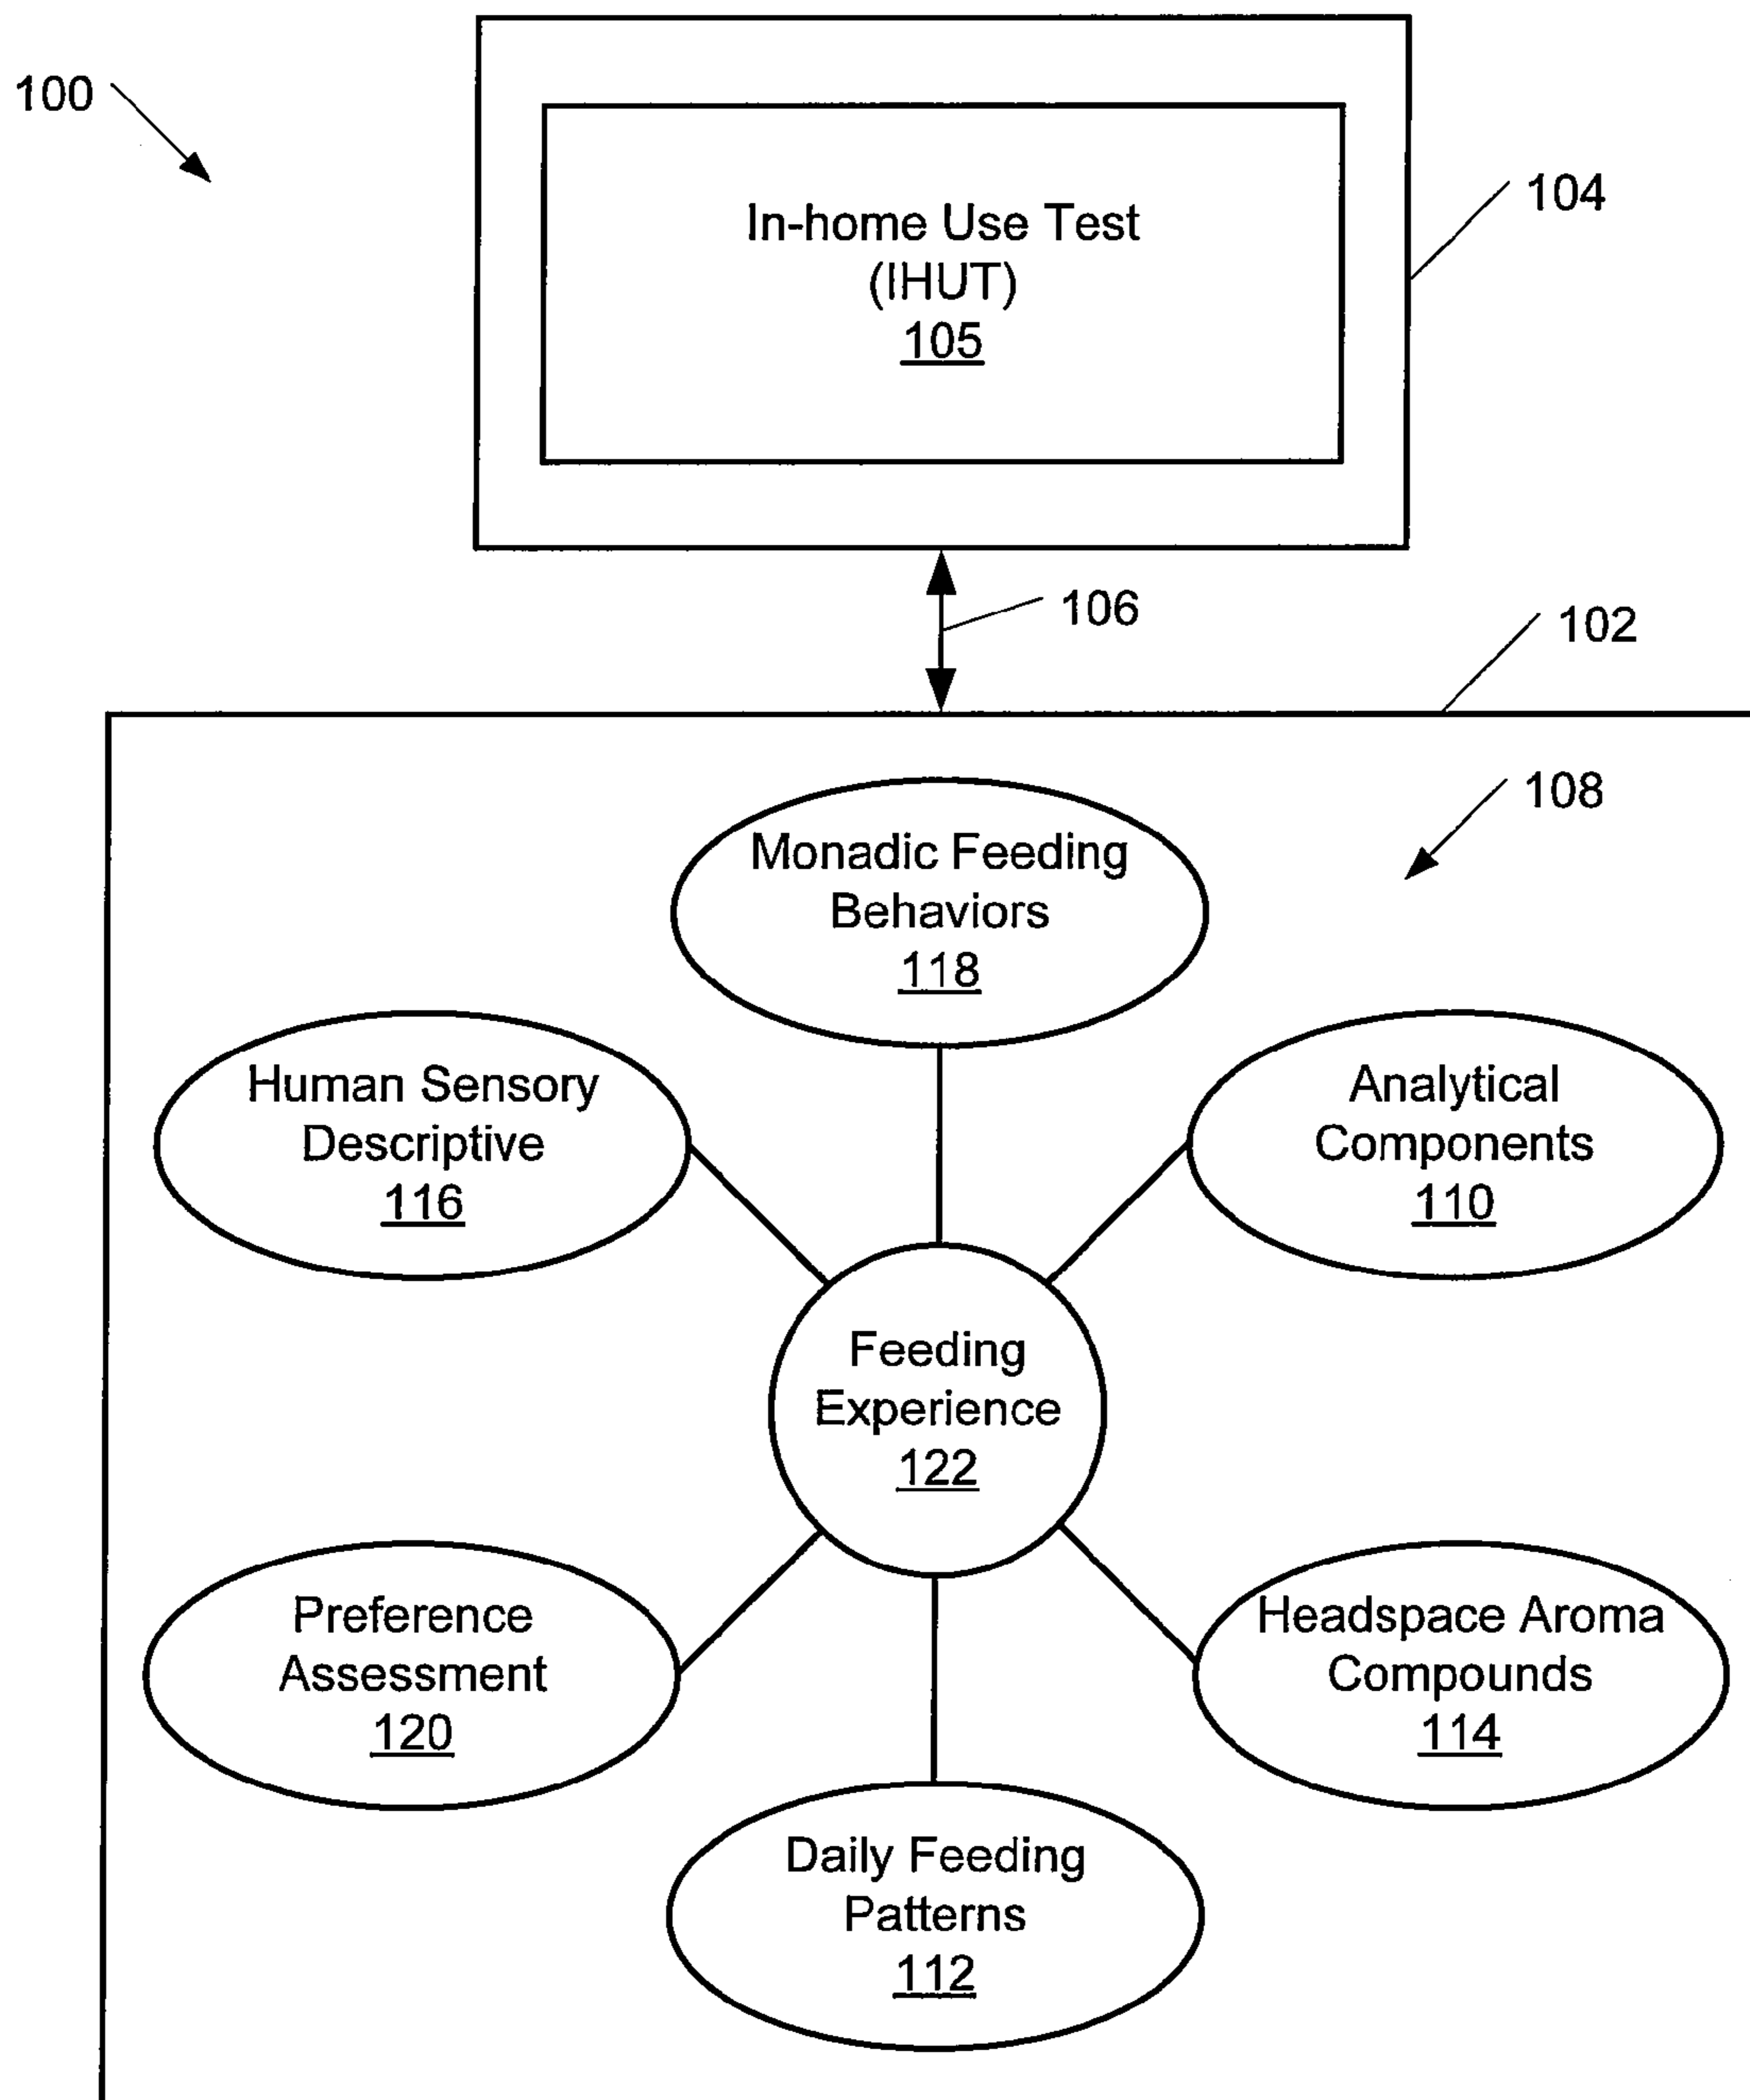 100
In-home Use Test
(IHUT)
105
104
106
102
108
Monadic Feeding
Behaviors
118
Human Sensory
Descriptive
116
Analytical
Components
110
Feeding
Experience
122
Preference
Assessment
120
Headspace Aroma
Compounds
114
Daily Feeding
Patterns
112